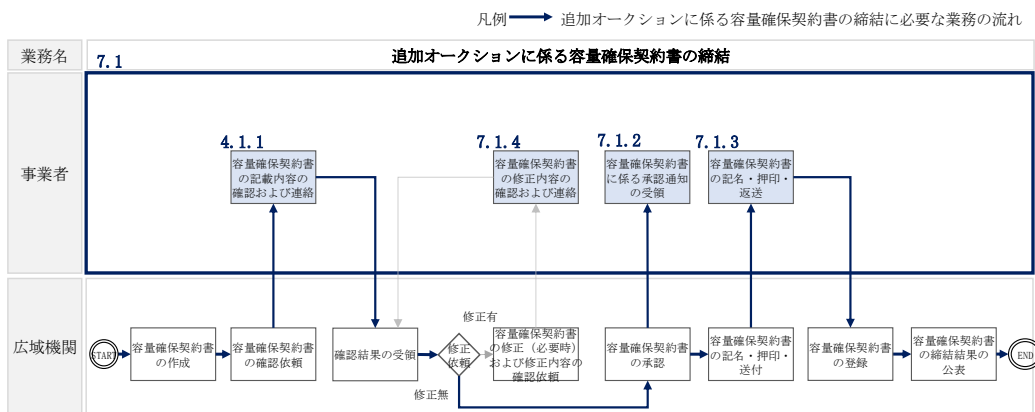 凡例 追加オークションに係る容量確保契約書の締結に必要な業務の流れ
業務名
7.1
追加オークションに係る容量確保契約書の締結
事業者
4.1.1
容量確保契約書
の記載内容の
確認および連絡
7.1.4
容量確保契約書
の修正内容の
確認および連絡
7.1.2
容量確保契約書
に係る承認通知
の受領
7.1.3
容量確保契約書
の記名・押印・
返送
広域機関
START
容量確保契約書
の作成
容量確保契約書
の確認依頼
確認結果の受領
修正
依頼
修正有
修正無
容量確保契約書
の修正（必要時）
および修正内容の
確認依頼
容量確保契約書
の承認
容量確保契約書
の記名・押印・
送付
容量確保契約書
の登録
容量確保契約書
の締結結果の
公表
END